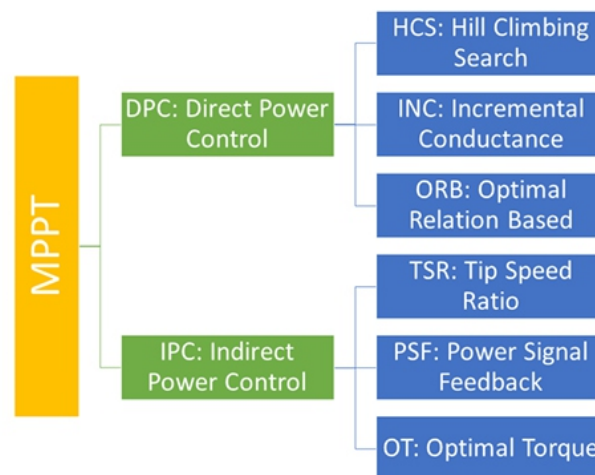 MPPT
DPC: Direct Power
Control
HCS: Hill Climbing
Search
INC: Incremental
Conductance
ORB: Optimal
Relation Based
IPC: Indirect
Power Control
TSR: Tip Speed
Ratio
PSF: Power Signal
Feedback
OT: Optimal Torque